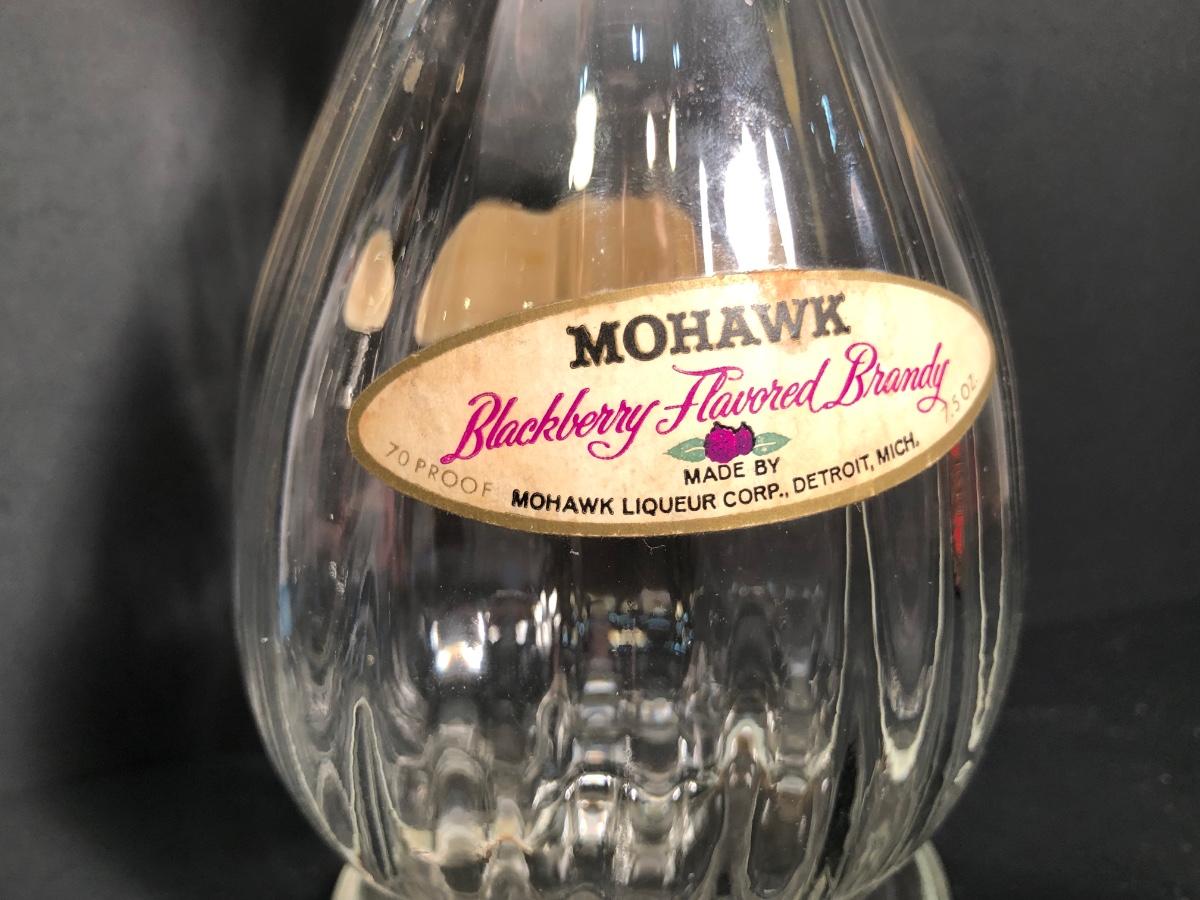 MOHAWK
Blackberry Flavored Brandy
70 PROOF
7.5 OZ.
MADE BY
MOHAWK LIQUEUR CORP., DETROIT, MICH.